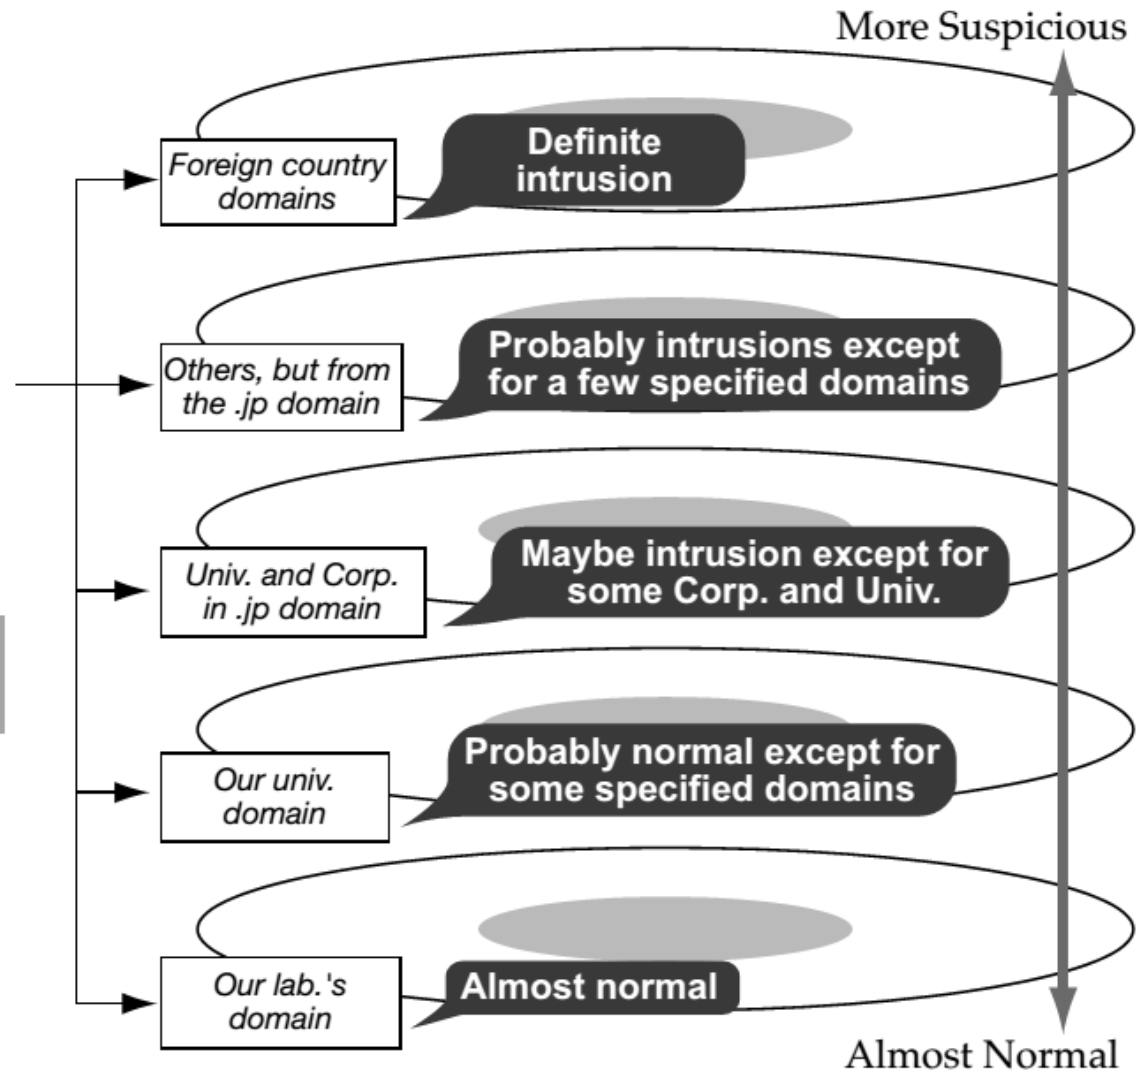 More Suspicious
Foreign country
domains
Definite
intrusion
Others, but from
the .jp domain
Probably intrusions except
for a few specified domains
Univ. and Corp.
in .jp domain
Maybe intrusion except for
some Corp. and Univ.
Our univ.
domain
Probably normal except for
some specified domains
Our lab.'s
domain
Almost normal
Almost Normal